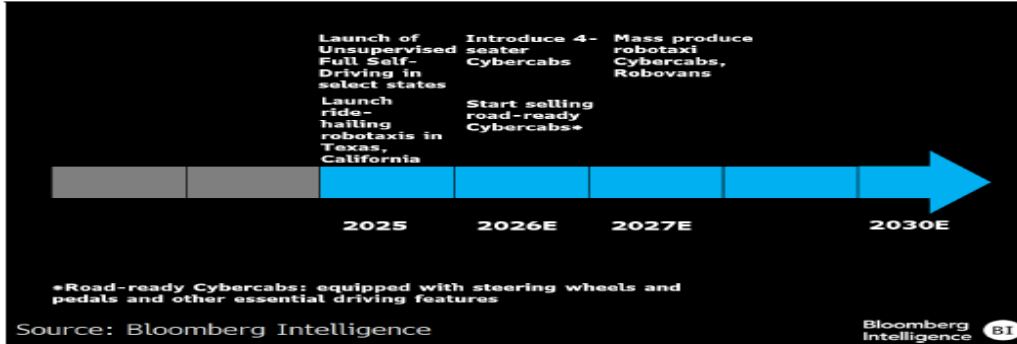 Launch of
Unsupervised
Full Self-
Driving in
select states
Launch
ride-
hailing
robotaxis in
Texas,
California
Introduce 4-
seater
Cybercabs
Start selling
road-ready
Cybercabs*
Mass produce
robotaxi
Cybercabs,
Robovans
2025
2026E
2027E
2030E
*Road-ready Cybercabs: equipped with steering wheels and
pedals and other essential driving features
Source: Bloomberg Intelligence
Bloomberg
Intelligence
BI